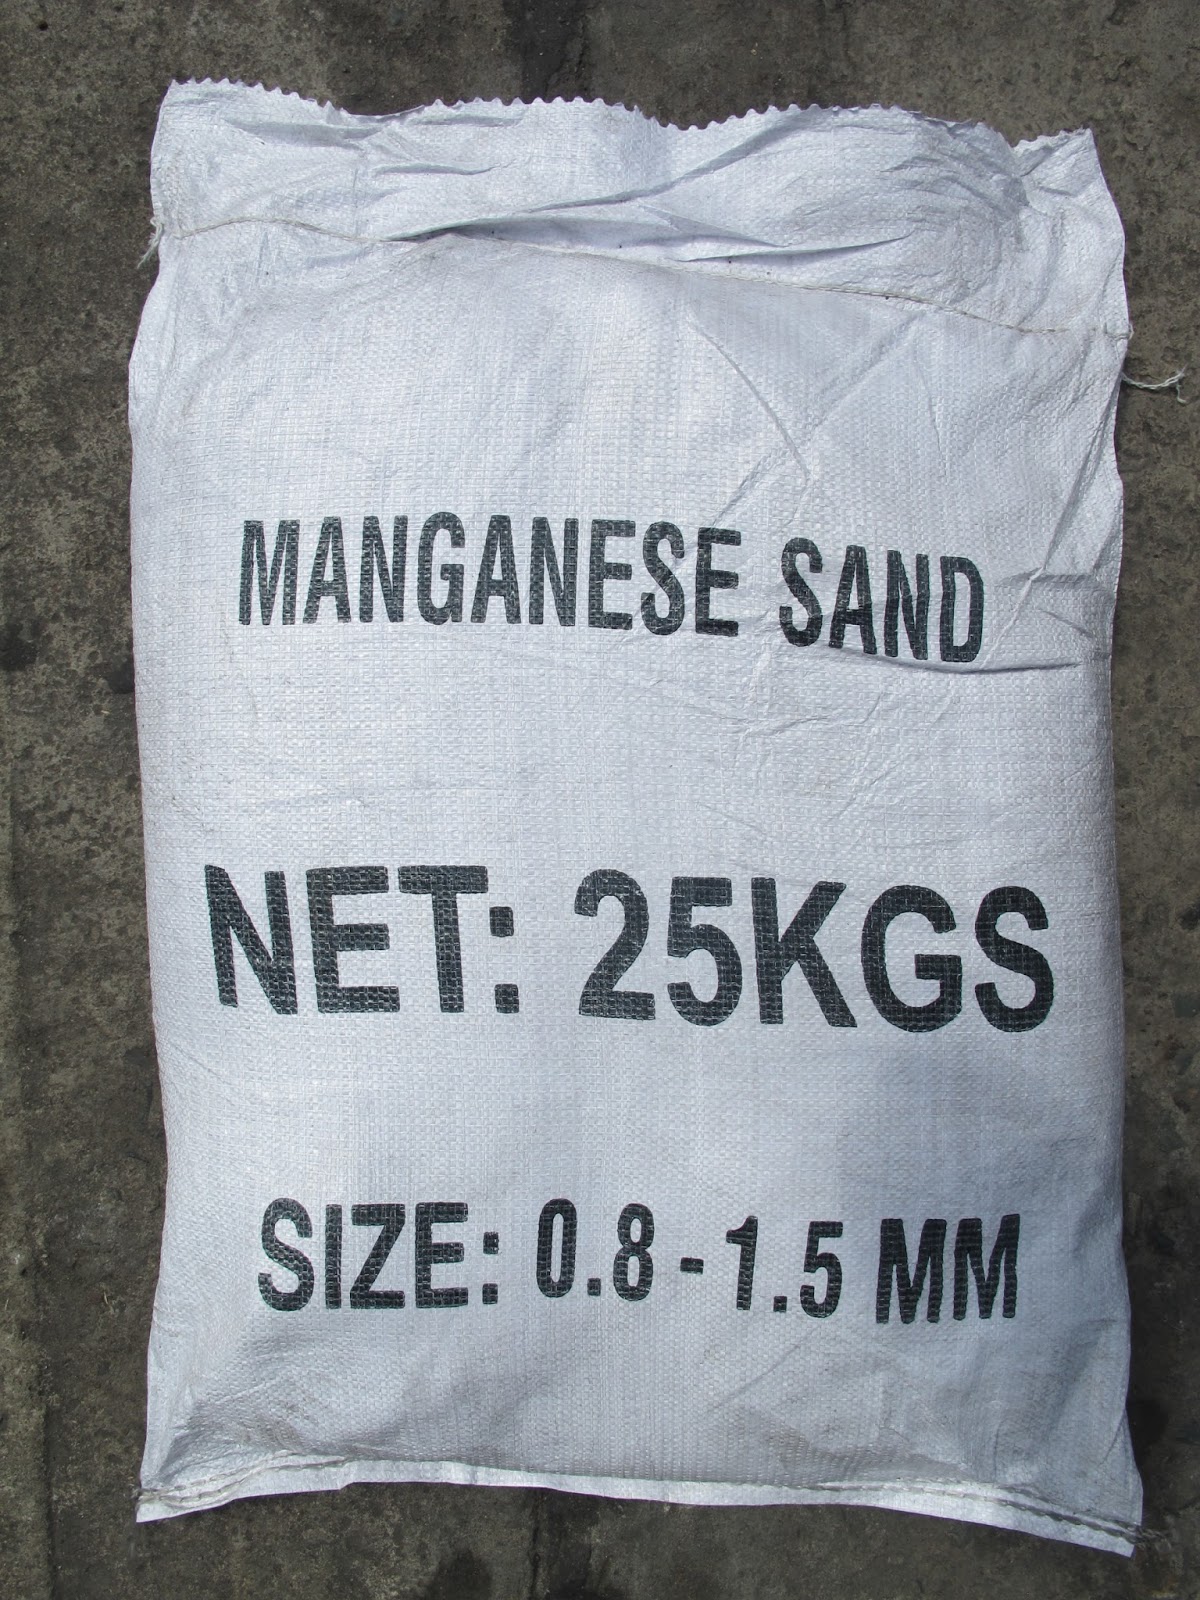 MANGANESE SAND
NET: 25KGS
SIZE: 0.8 - 1.5 MM